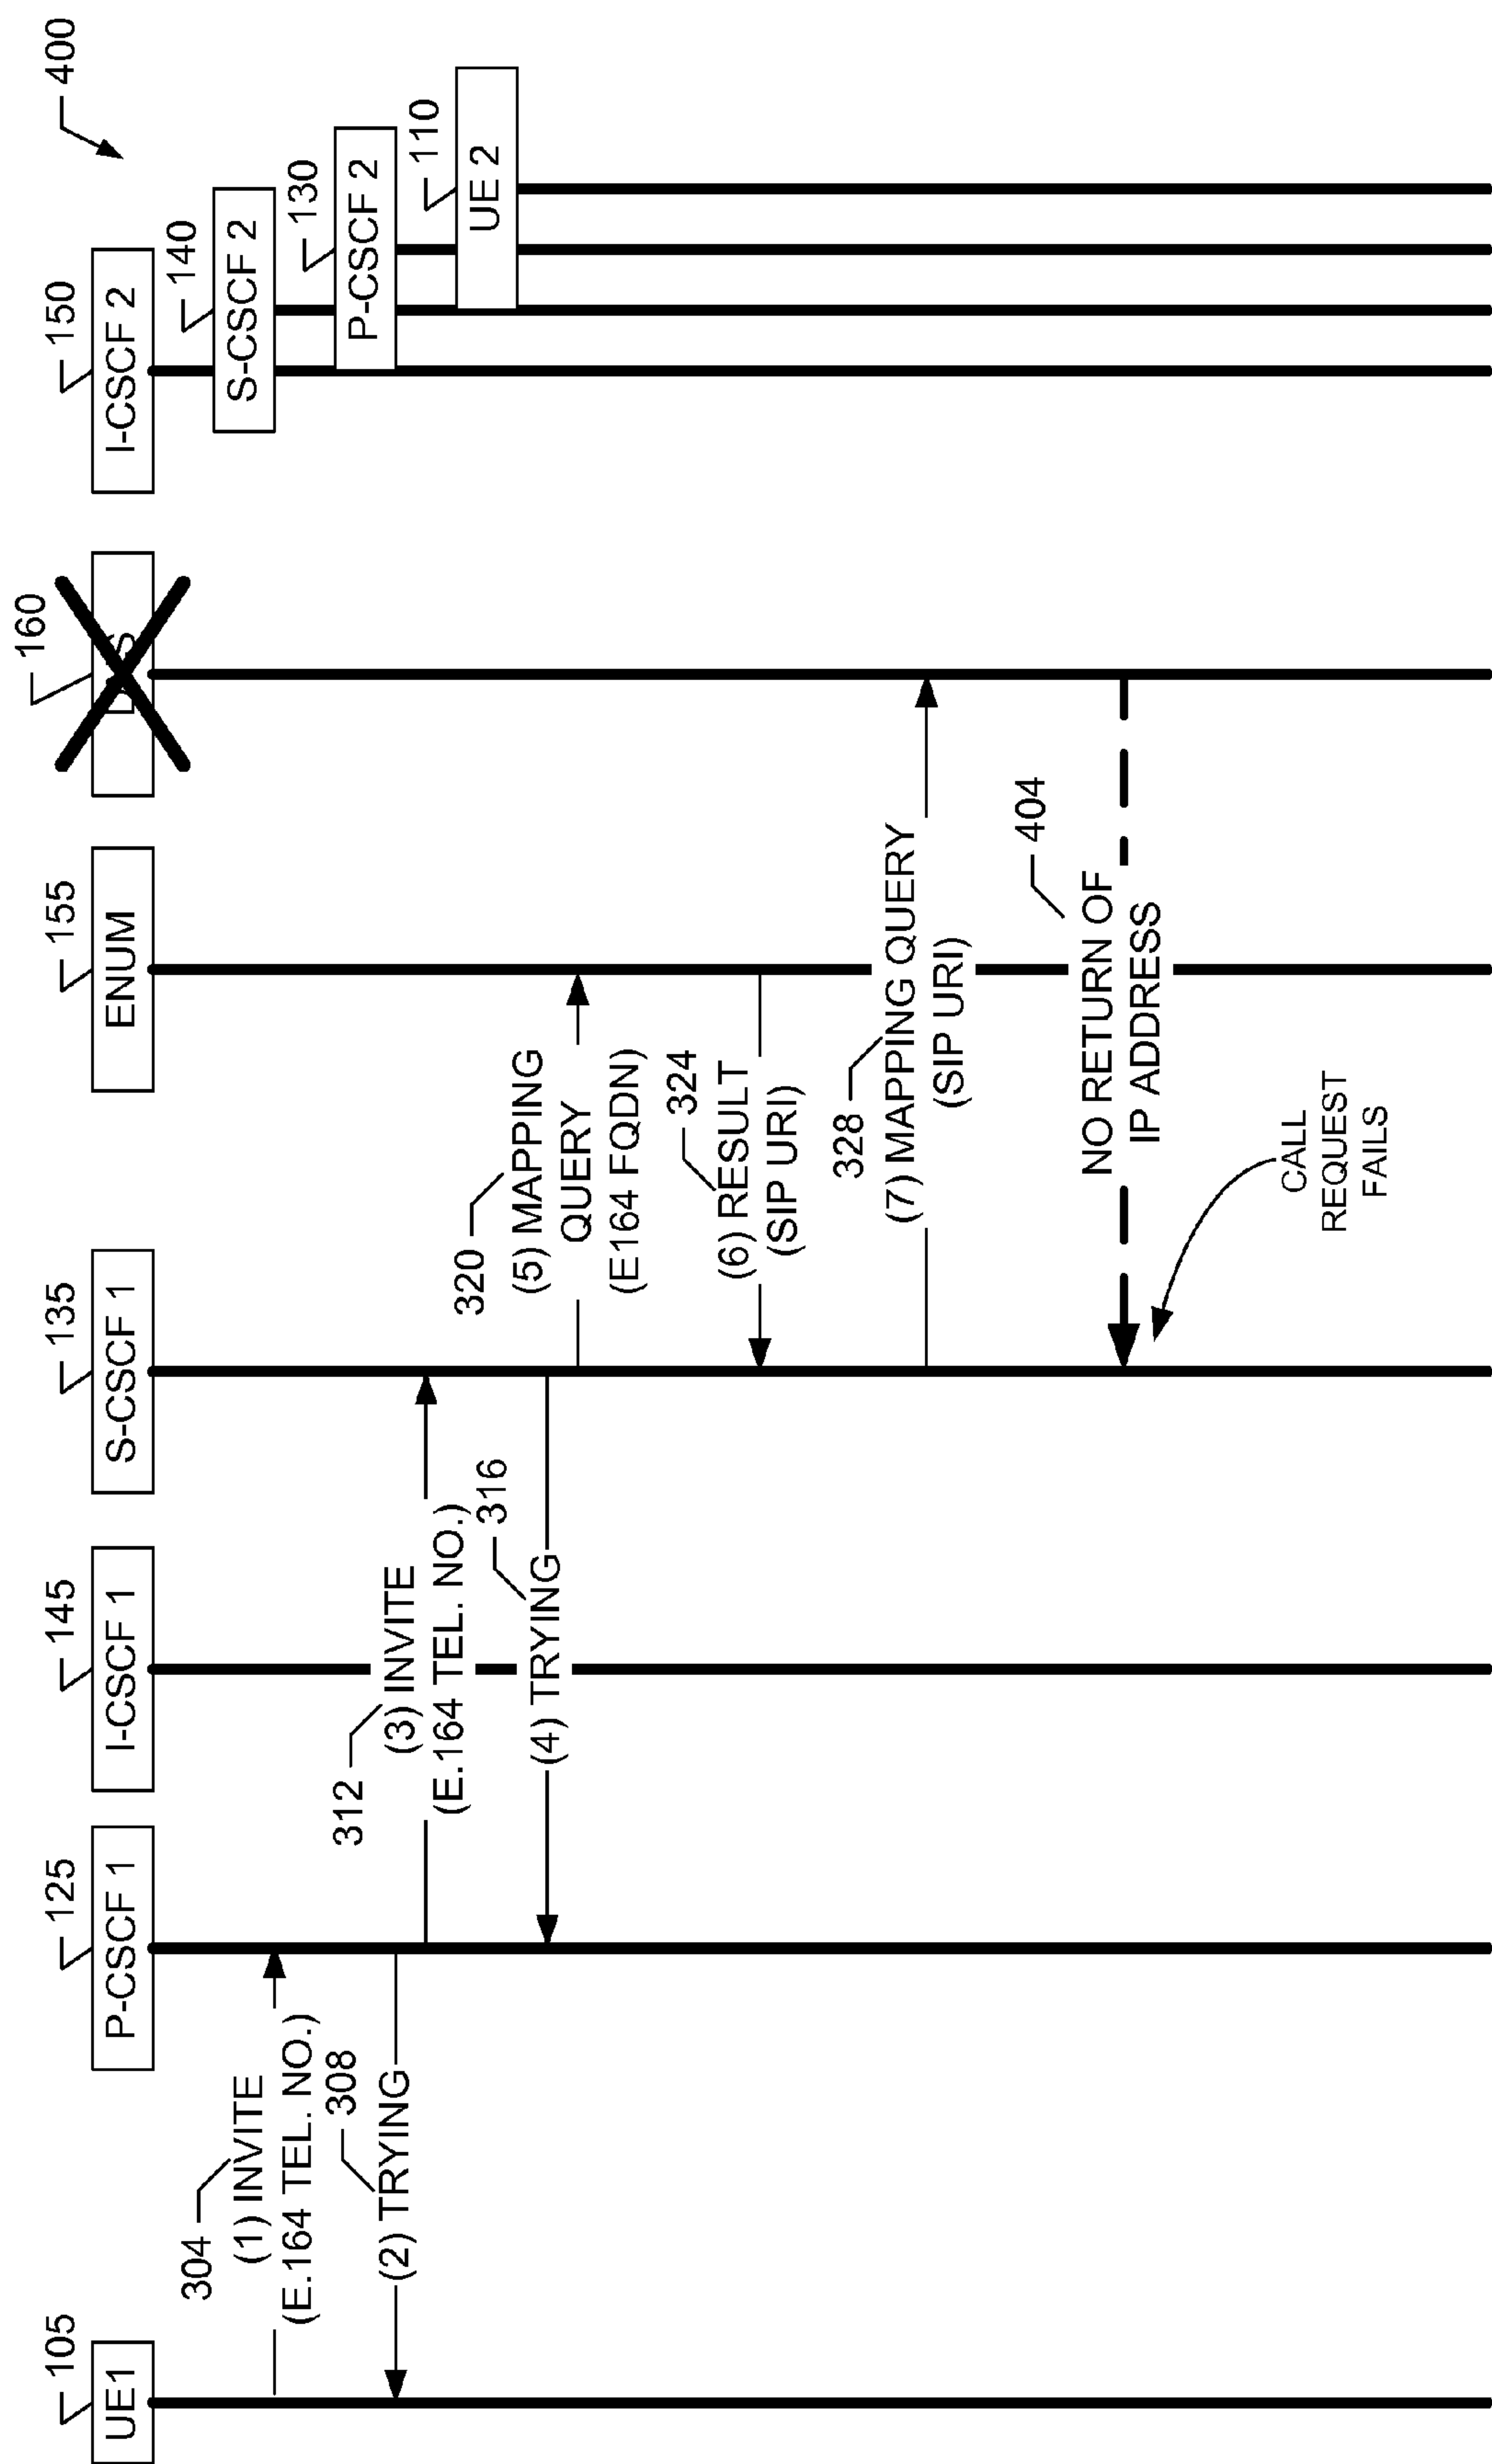 400
105
UE1
125
P-CSCF 1
145
I-CSCF 1
135
S-CSCF 1
155
ENUM
160
150
I-CSCF 2
140
S-CSCF 2
130
P-CSCF 2
110
UE 2
304
(1) INVITE
(E.164 TEL. NO.)
308
(2) TRYING
312
(3) INVITE
(E.164 TEL. NO.)
316
(4) TRYING
320
(5) MAPPING
QUERY
(E164 FQDN)
324
(6) RESULT
(SIP URI)
328
(7) MAPPING QUERY
(SIP URI)
404
NO RETURN OF
IP ADDRESS
CALL
REQUEST
FAILS